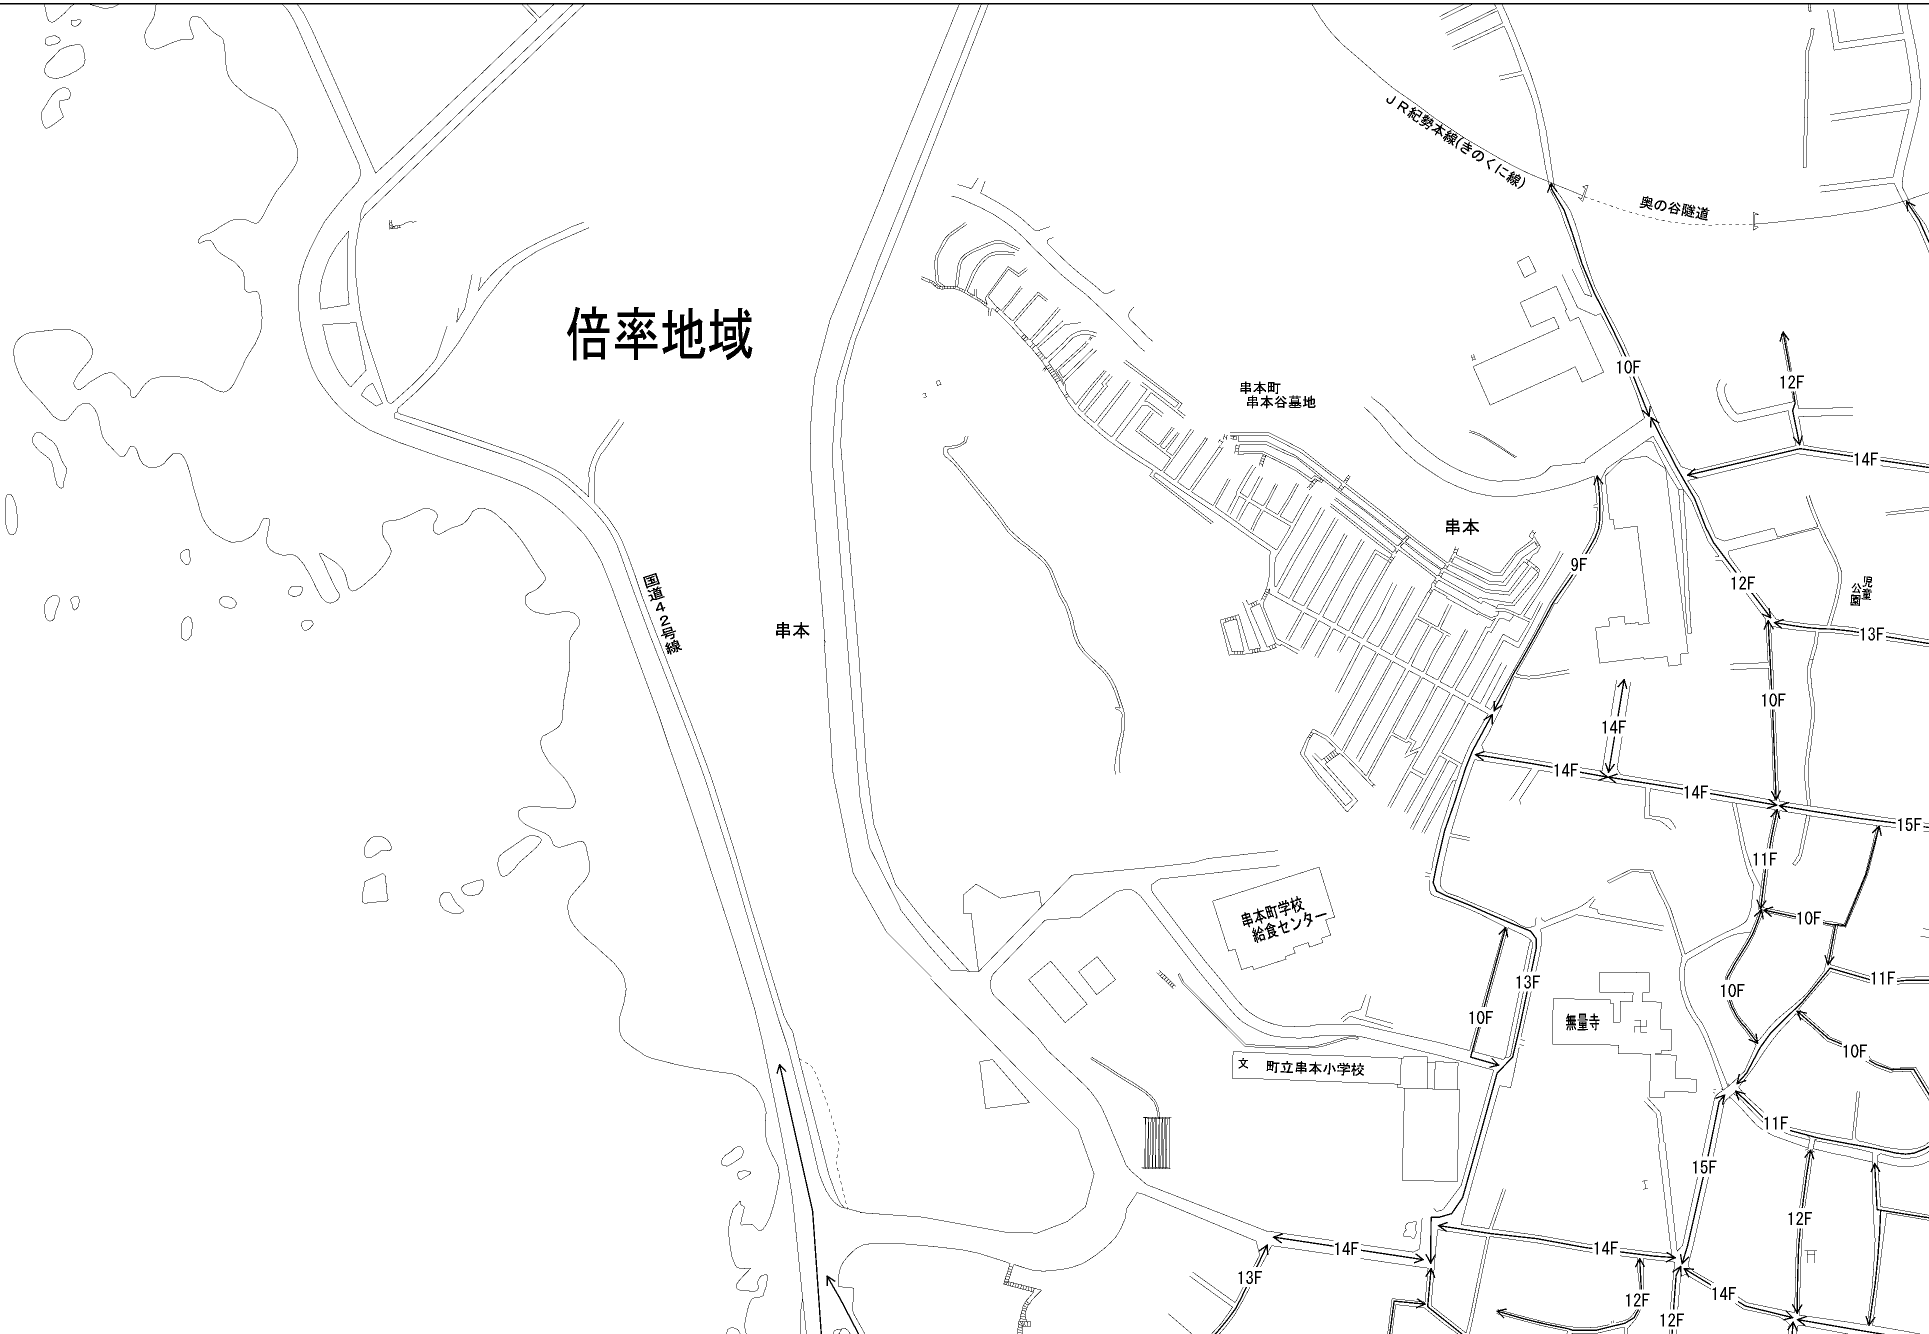 JR紀勢本線(きのくに線)
奥の谷隧道
倍率地域
10F
12F
串本町
串本谷墓地
14F
串本
9F
12F
児童
公園
国道42号線
串本
13F
10F
14F
14F
14F
15F
11F
串本町学校
給食センター
10F
13F
11F
10F
10F
無量寺
卍
10F
文 町立串本小学校
11F
15F
12F
14F
14F
13F
14F
12F
12F